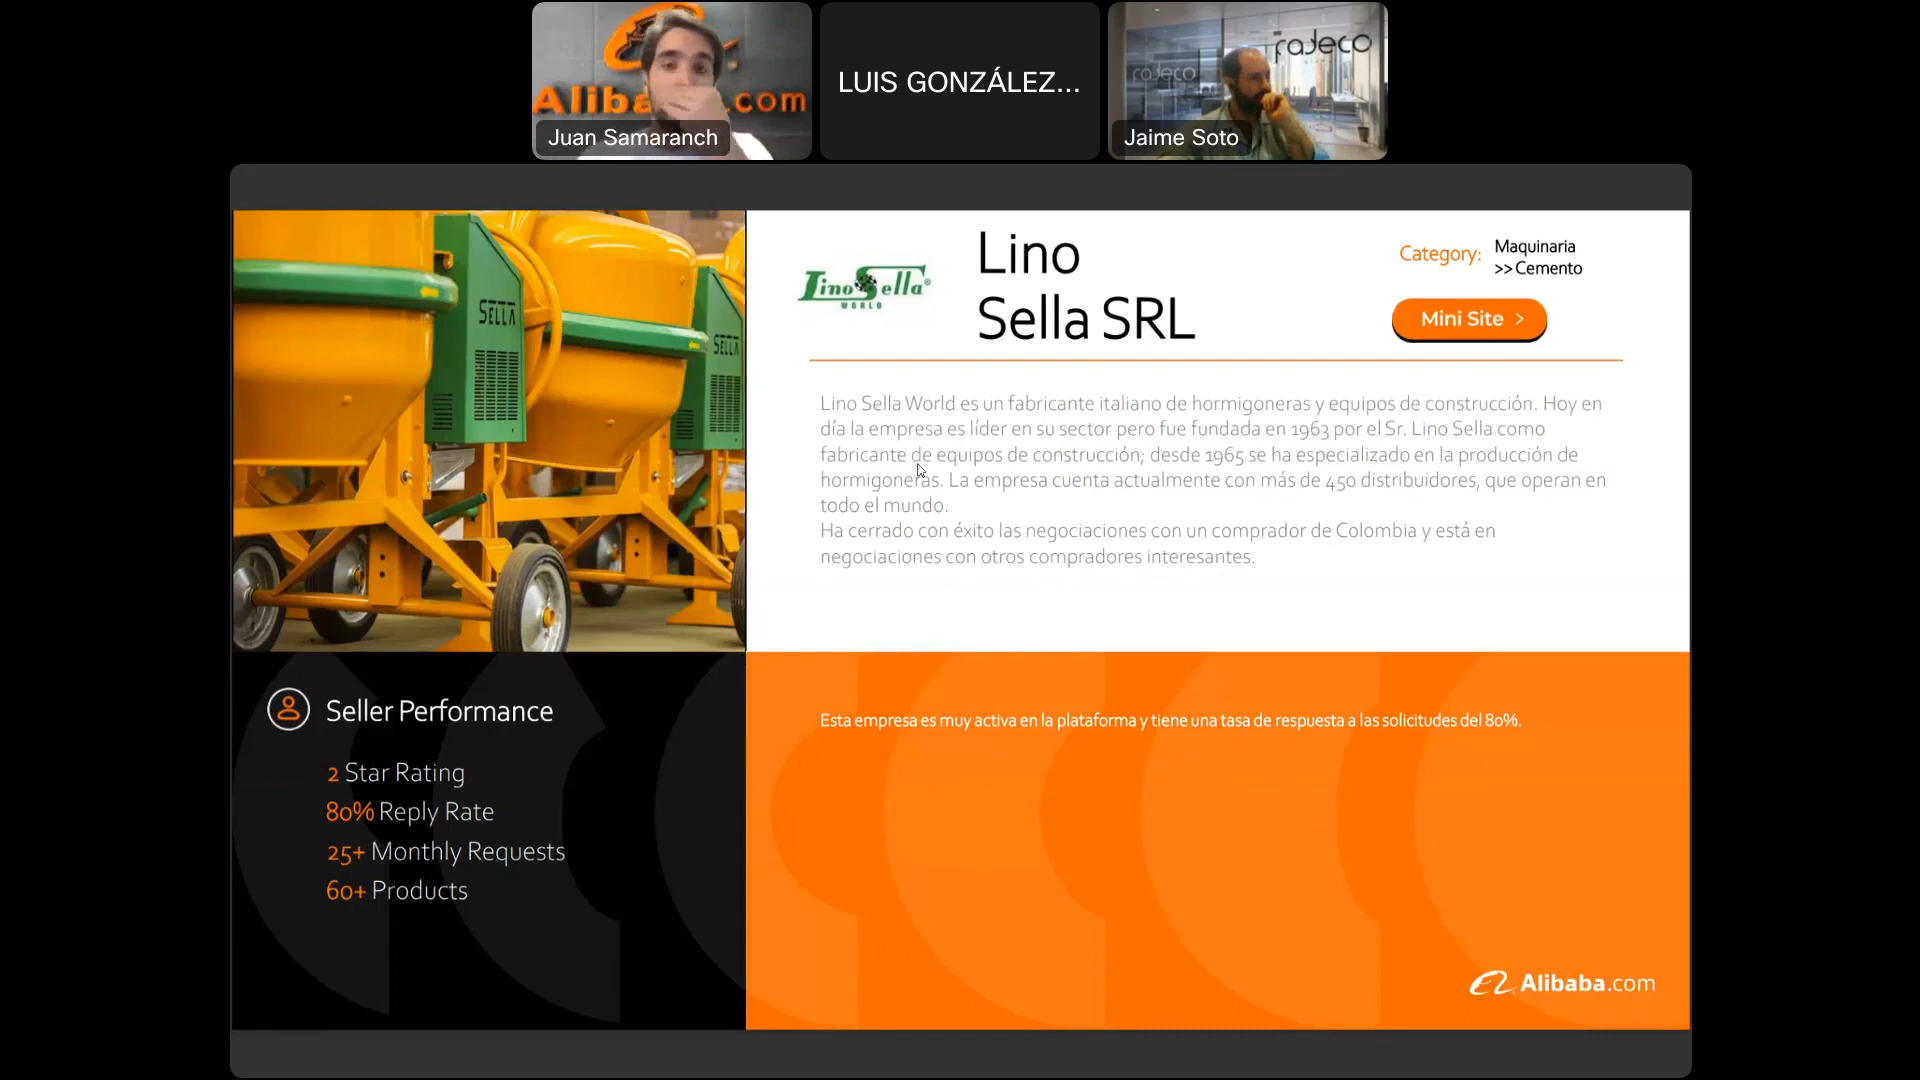 Alibaba.com
Juan Samaranch
LUIS GONZÁLEZ...
rajeco
rajeco
Jaime Soto
SELLA
SELLA
Lino Sella®
WORLD
Lino
Sella SRL
Category: Maquinaria
>> Cemento
Mini Site >
Lino Sella World es un fabricante italiano de hormigoneras y equipos de construcción. Hoy en
día la empresa es líder en su sector pero fue fundada en 1963 por el Sr. Lino Sella como
fabricante de equipos de construcción; desde 1965 se ha especializado en la producción de
hormigoneras. La empresa cuenta actualmente con más de 450 distribuidores, que operan en
todo el mundo.
Ha cerrado con éxito las negociaciones con un comprador de Colombia y está en
negociaciones con otros compradores interesantes.
Seller Performance
2 Star Rating
80% Reply Rate
25+ Monthly Requests
60+ Products
Esta empresa es muy activa en la plataforma y tiene una tasa de respuesta a las solicitudes del 80%.
Alibaba.com